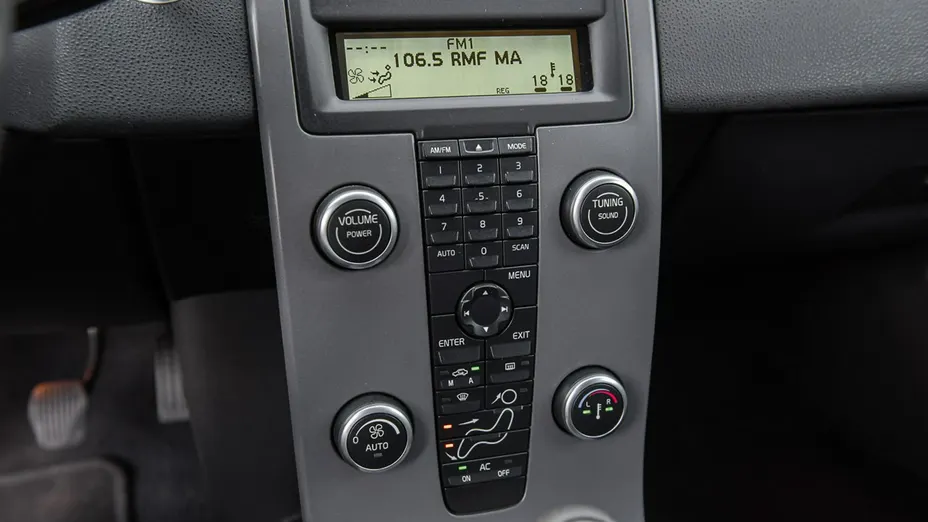 FM1
--:-- 106.5 RMF MA
18 18
REG
AM/FM MODE
1 2 3
4 -5- 6
7 8 9
AUTO 0 SCAN
VOLUME
POWER
TUNING
SOUND
MENU
ENTER EXIT
M A
0
AUTO
L R
AC
ON OFF